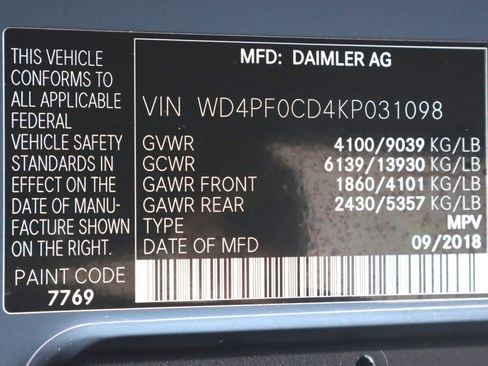 THIS VEHICLE
CONFORMS TO
ALL APPLICABLE
FEDERAL
VEHICLE SAFETY
STANDARDS IN
EFFECT ON THE
DATE OF MANU-
FACTURE SHOWN
ON THE RIGHT.
PAINT CODE
7769
MFD: DAIMLER AG
VIN WD4PF0CD4KP031098
GVWR 4100/9039 KG/LB
GCWR 6139/13930 KG/LB
GAWR FRONT 1860/4101 KG/LB
GAWR REAR 2430/5357 KG/LB
TYPE MPV
DATE OF MFD 09/2018